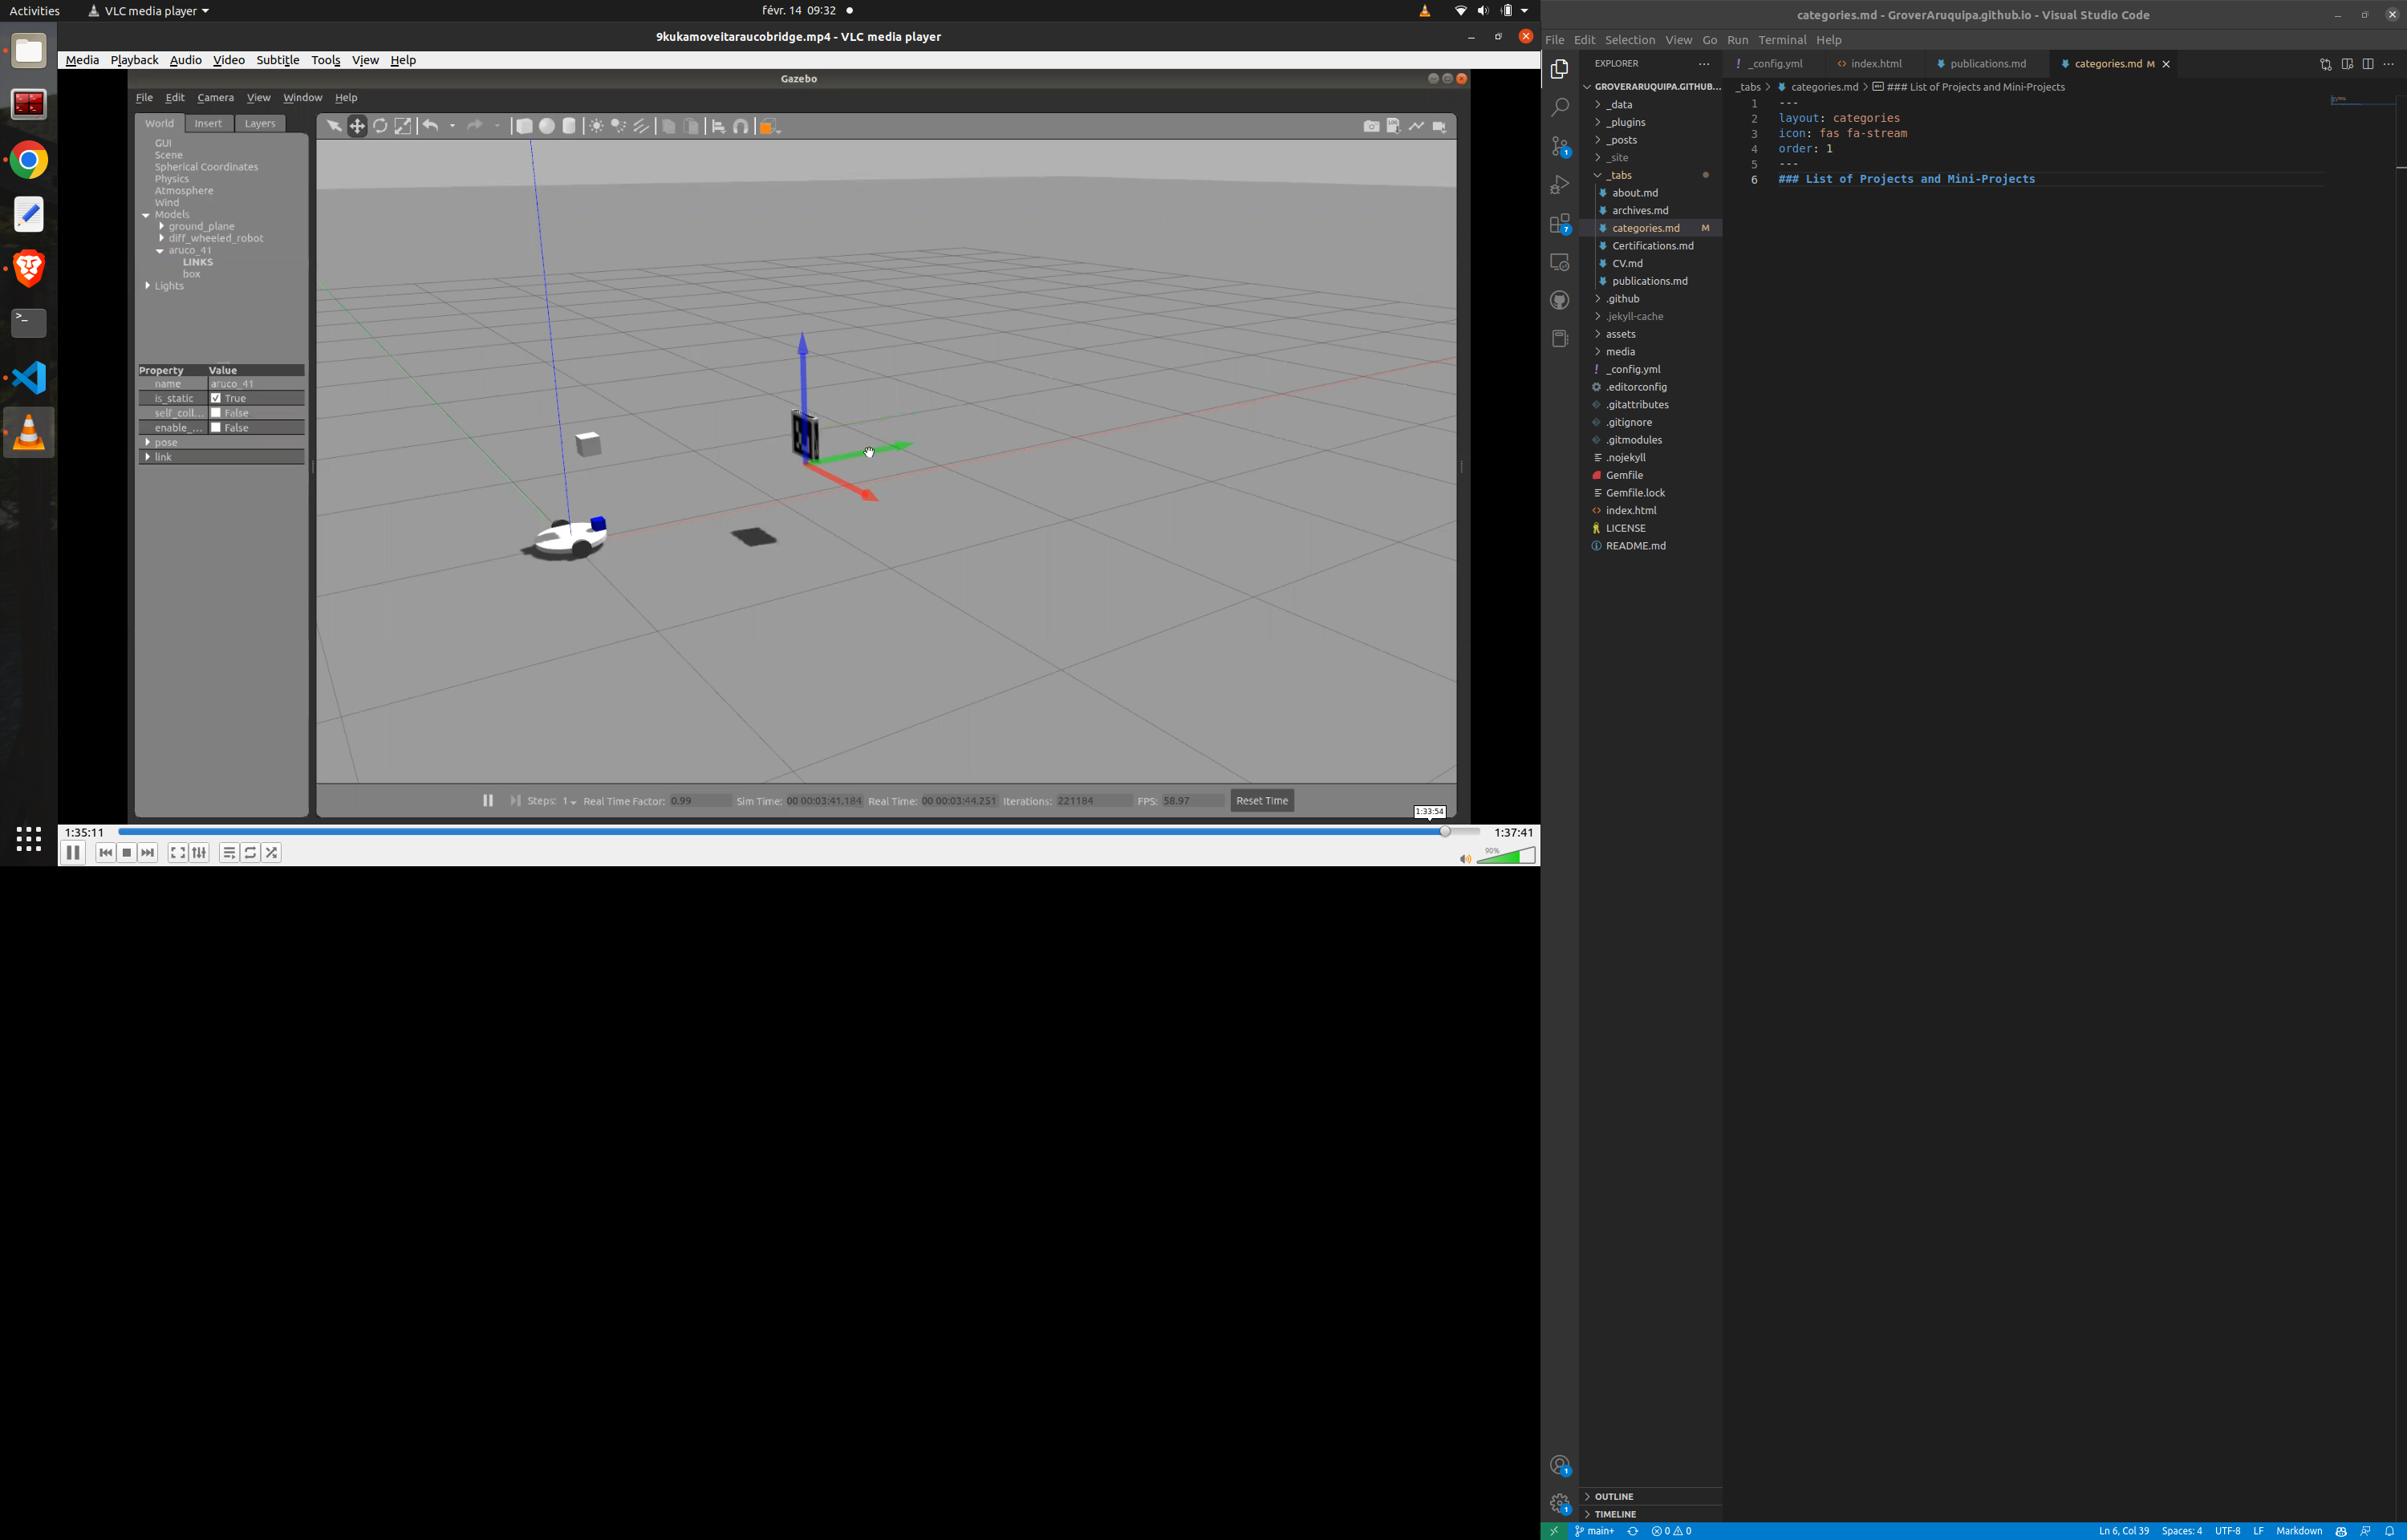 Activities
VLC media player
févr. 14 09:32
9kukamoveitaraucobridge.mp4 - VLC media player
Media Playback Audio Video Subtitle Tools View Help
Gazebo
File Edit Camera View Window Help
World Insert Layers
GUI
Scene
Spherical Coordinates
Physics
Atmosphere
Wind
Models
ground_plane
diff_wheeled_robot
aruco_41
LINKS
box
Lights
Property Value
name aruco_41
is_static True
self_coll... False
enable_... False
pose
link
Steps: 1 Real Time Factor: 0.99 Sim Time: 00 00:03:41.184 Real Time: 00 00:03:44.251 Iterations: 221184 FPS: 58.97 Reset Time
1:33:54
1:35:11
1:37:41
90%
categories.md - GroverAruquipa.github.io - Visual Studio Code
File Edit Selection View Go Run Terminal Help
EXPLORER
GROVERARUQUIPA.GITHUB...
_data
_plugins
_posts
_site
_tabs
about.md
archives.md
categories.md M
Certifications.md
CV.md
publications.md
.github
.jekyll-cache
assets
media
_config.yml
.editorconfig
.gitattributes
.gitignore
.gitmodules
.nojekyll
Gemfile
Gemfile.lock
index.html
LICENSE
README.md
OUTLINE
TIMELINE
_config.yml index.html publications.md categories.md M
_tabs > categories.md > ### List of Projects and Mini-Projects
1 ---
2 layout: categories
3 icon: fas fa-stream
4 order: 1
5 ---
6 ### List of Projects and Mini-Projects
1
7
1
1
main+ 0 0 Ln 6, Col 39 Spaces: 4 UTF-8 LF Markdown